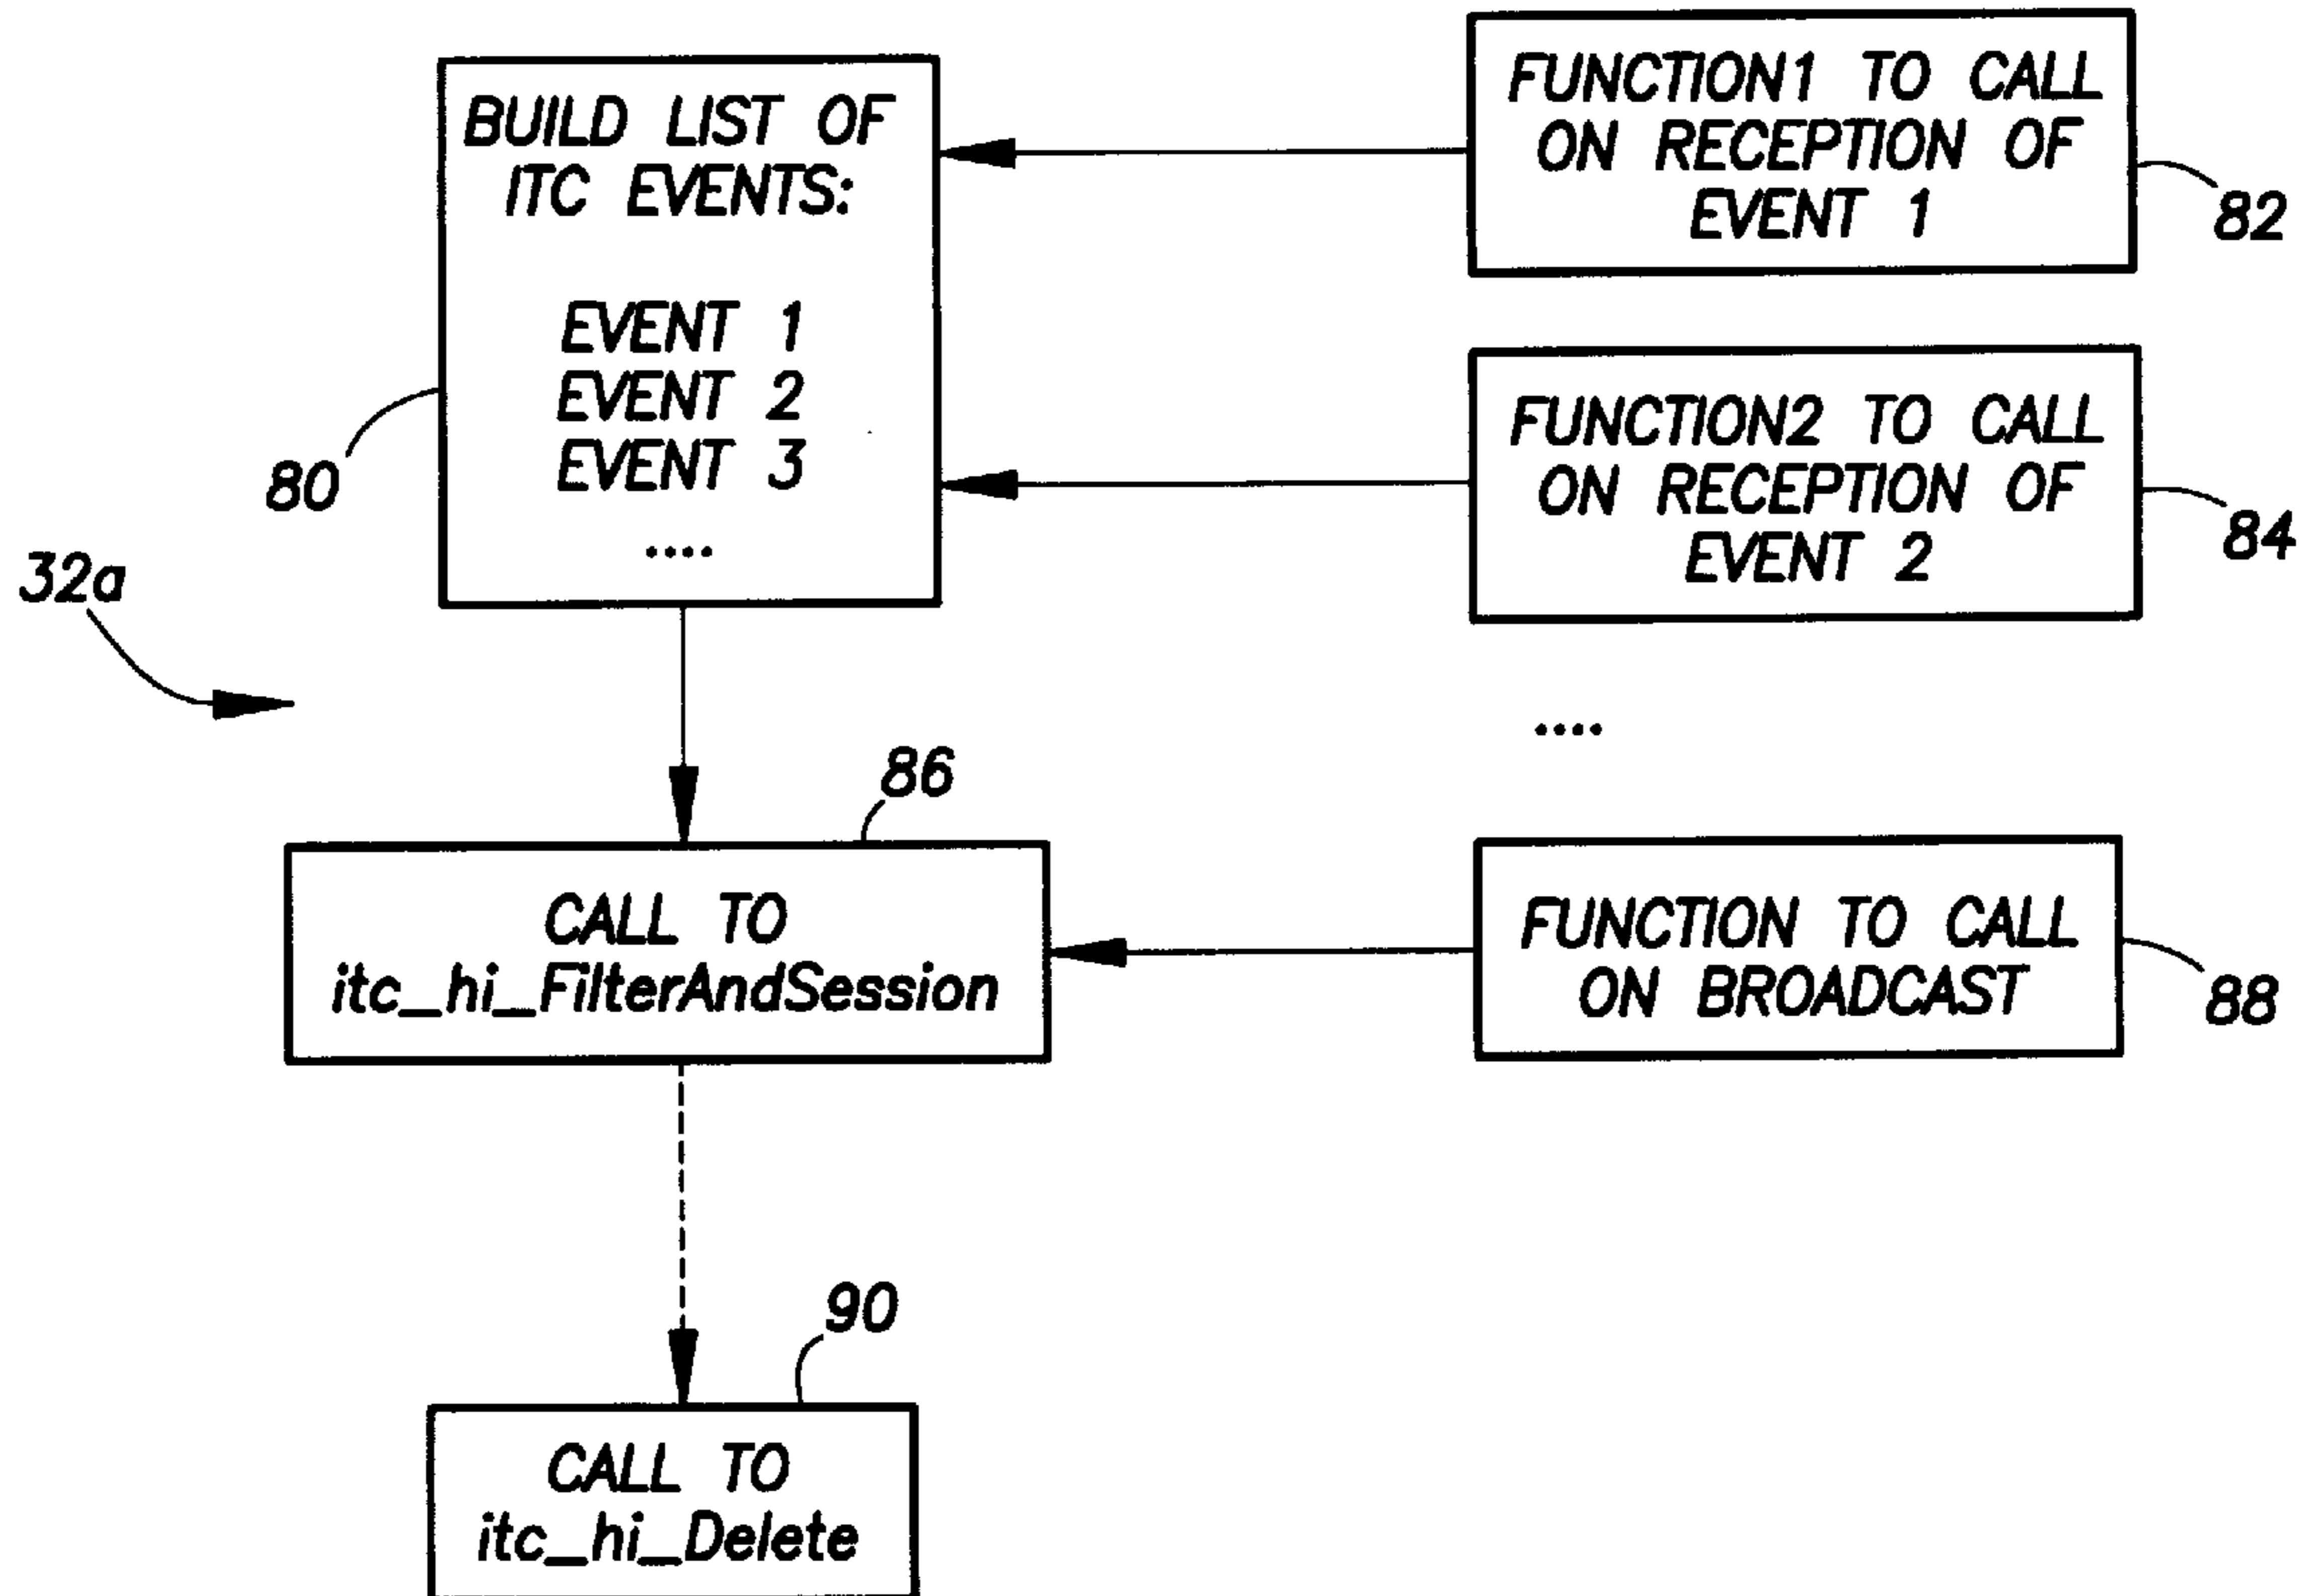 BUILD LIST OF
ITC EVENTS:
EVENT 1
EVENT 2
EVENT 3
....
80
FUNCTION1 TO CALL
ON RECEPTION OF
EVENT 1
82
FUNCTION2 TO CALL
ON RECEPTION OF
EVENT 2
84
32a
....
86
CALL TO
itc_hi_FilterAndSession
FUNCTION TO CALL
ON BROADCAST
88
90
CALL TO
itc_hi_Delete